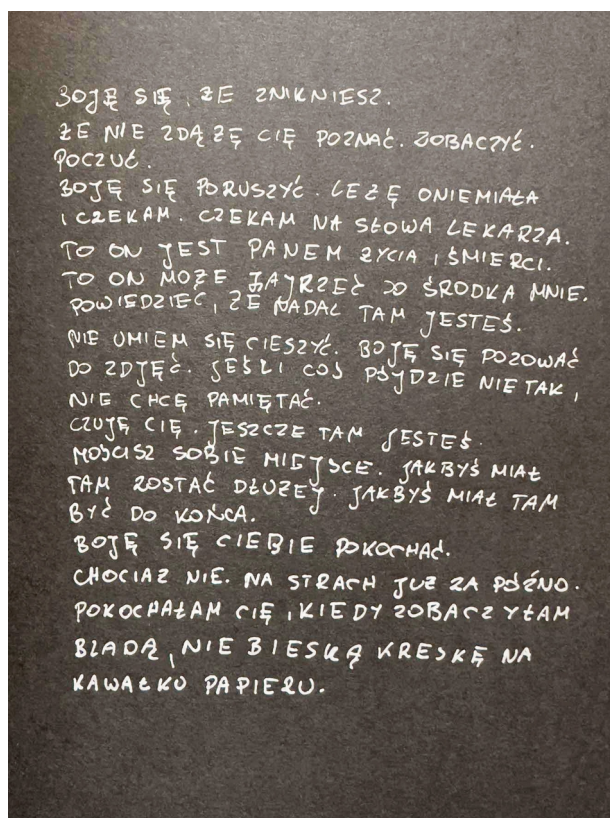 BOJĘ SIĘ, ŻE ZNIKNIESZ.
ŻE NIE ZDĄŻĘ CIĘ POZNAĆ. ZOBACZYĆ.
POCZUĆ.
BOJĘ SIĘ PORUSZYĆ. LEŻĘ ONIEMIAŁA
I CZEKAM. CZEKAM NA SŁOWA LEKARZA.
TO ON JEST PANEM ŻYCIA I ŚMIERCI.
TO ON MOŻE ZAJRZEĆ DO ŚRODKA MNIE.
POWIEDZIEĆ, ŻE NADAL TAM JESTEŚ.
NIE UMIEM SIĘ CIESZYĆ. BOJĘ SIĘ POZOWAĆ
DO ZDJĘĆ. JEŚLI COŚ PÓJDZIE NIE TAK,
NIE CHCĘ PAMIĘTAĆ.
CZUJĘ CIĘ. JESZCZE TAM JESTEŚ.
MOŚCISZ SOBIE MIEJSCE. JAKBYŚ MIAŁ
TAM ZOSTAĆ DŁUŻEJ. JAKBYŚ MIAŁ TAM
BYĆ DO KOŃCA.
BOJĘ SIĘ CIEBIE POKOCHAĆ.
CHOCIAŻ NIE. NA STRACH JUŻ ZA PÓŹNO.
POKOCHAŁAM CIĘ, KIEDY ZOBACZYŁAM
BLADĄ, NIEBIESKĄ KRESKĘ NA
KAWAŁKU PAPIERU.